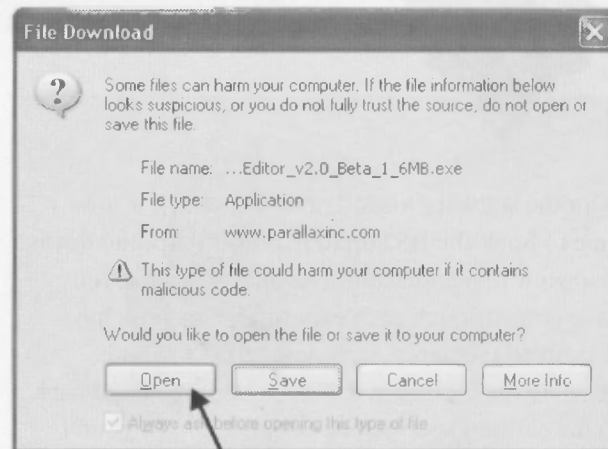 File Download
Some files can harm your computer. If the file information below
looks suspicious, or you do not fully trust the source, do not open or
save this file.
File name: ...Editor_v2.0_Beta_1_6MB.exe
File type: Application
From: www.parallaxinc.com
This type of file could harm your computer if it contains
malicious code.
Would you like to open the file or save it to your computer?
Open Save Cancel More Info
Always ask before opening this type of file